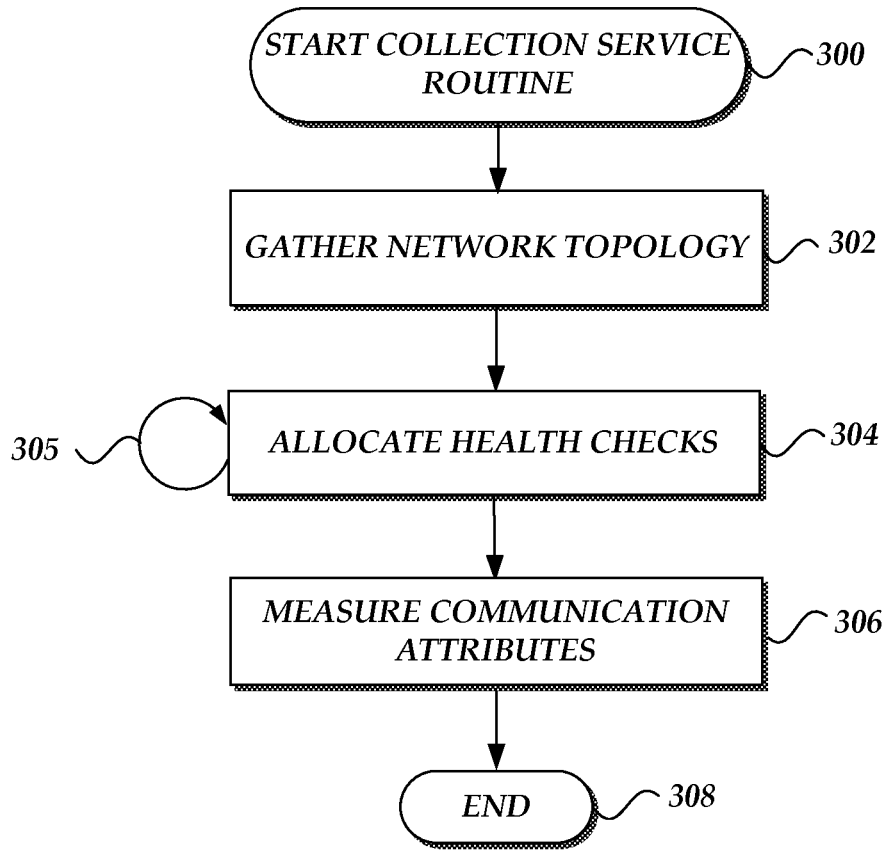 START COLLECTION SERVICE
ROUTINE
300
GATHER NETWORK TOPOLOGY
302
305
ALLOCATE HEALTH CHECKS
304
MEASURE COMMUNICATION
ATTRIBUTES
306
END
308